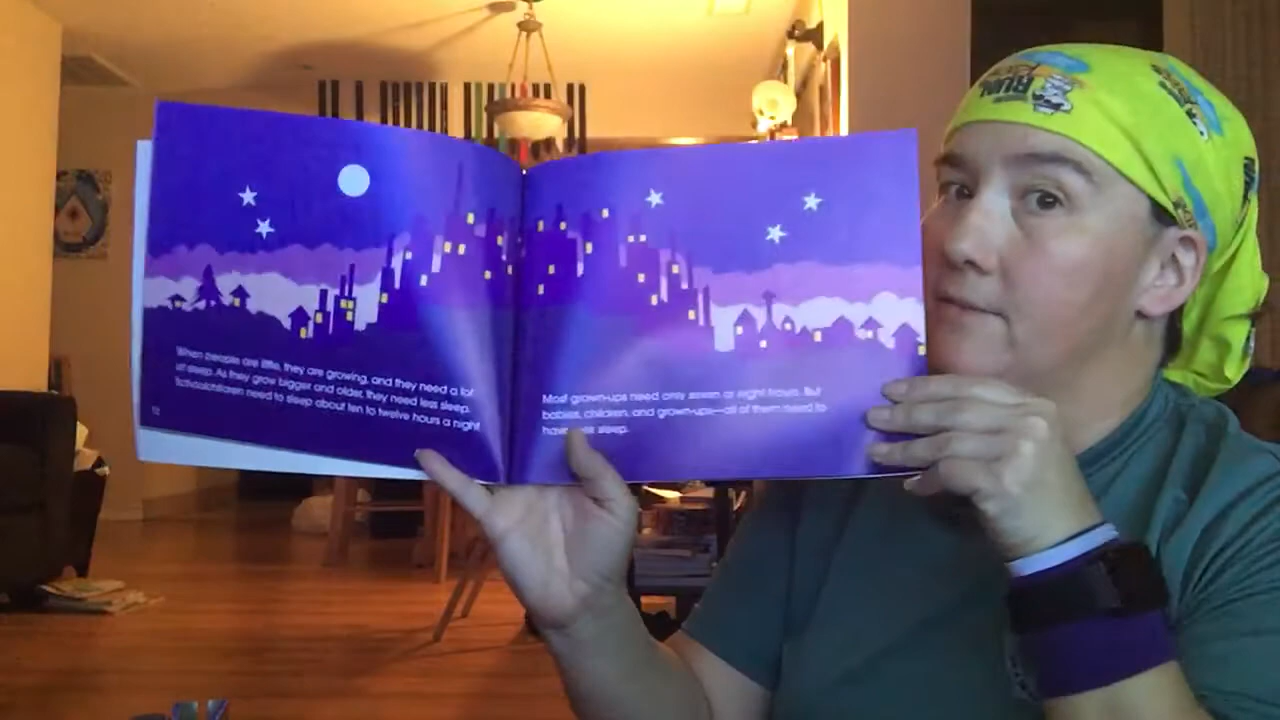 RUN
When people are little, they are growing, and they need a lot
of sleep. As they grow bigger and older, they need less sleep.
Schoolchildren need to sleep about ten to twelve hours a night.
12
Most grown-ups need only seven or eight hours. But
babies, children, and grown-ups—all of them need to
have sleep.